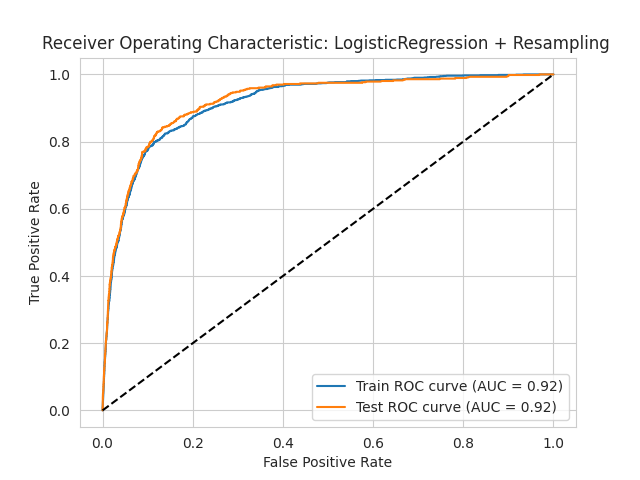 Receiver Operating Characteristic: LogisticRegression + Resampling
1.0
0.8
0.6
0.4
0.2
0.0
True Positive Rate
0.0 0.2 0.4 0.6 0.8 1.0
False Positive Rate
Train ROC curve (AUC = 0.92)
Test ROC curve (AUC = 0.92)